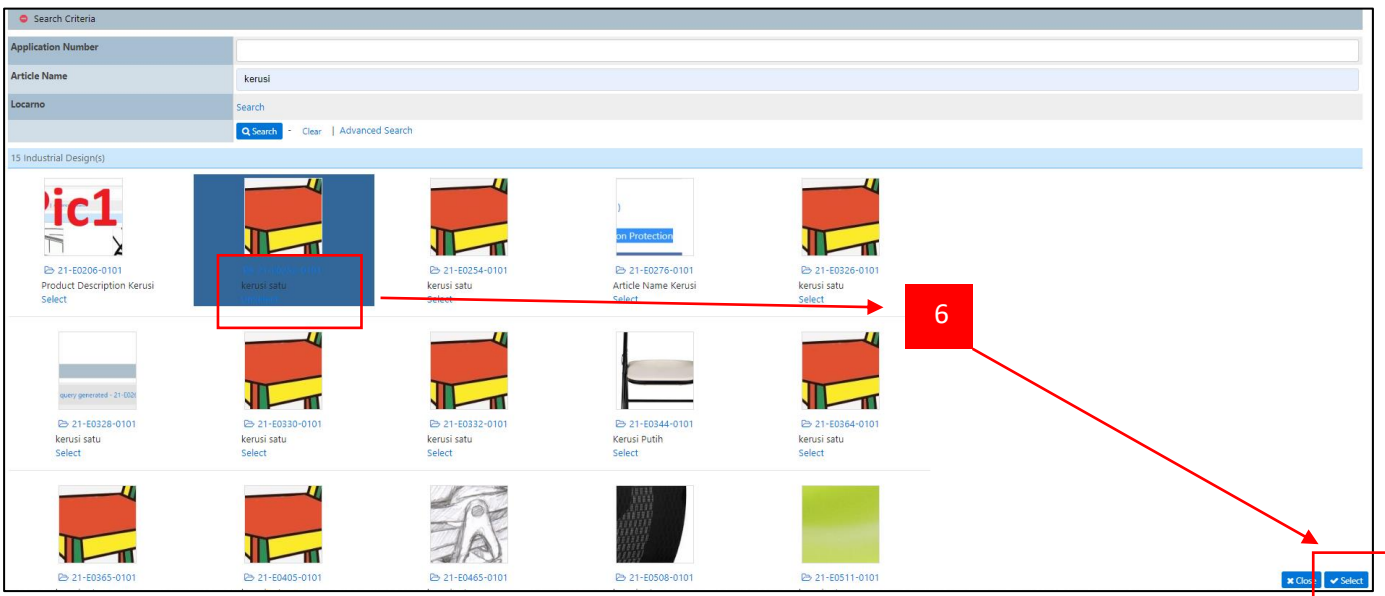 Search Criteria
Application Number
Article Name kerusi
Locarno Search
Search - Clear | Advanced Search
15 Industrial Design(s)
Pic1
)
on Protection
21-E0206-0101 21-E0254-0101 21-E0276-0101 21-E0326-0101
Product Description Kerusi kerusi satu kerusi satu Article Name Kerusi kerusi satu
Select Select Select Select
6
query generated - 21-E02
21-E0328-0101 21-E0330-0101 21-E0332-0101 21-E0344-0101 21-E0364-0101
kerusi satu kerusi satu kerusi satu Kerusi Putih kerusi satu
Select Select Select Select Select
21-E0365-0101 21-E0405-0101 21-E0465-0101 21-E0508-0101 21-E0511-0101
Close Select